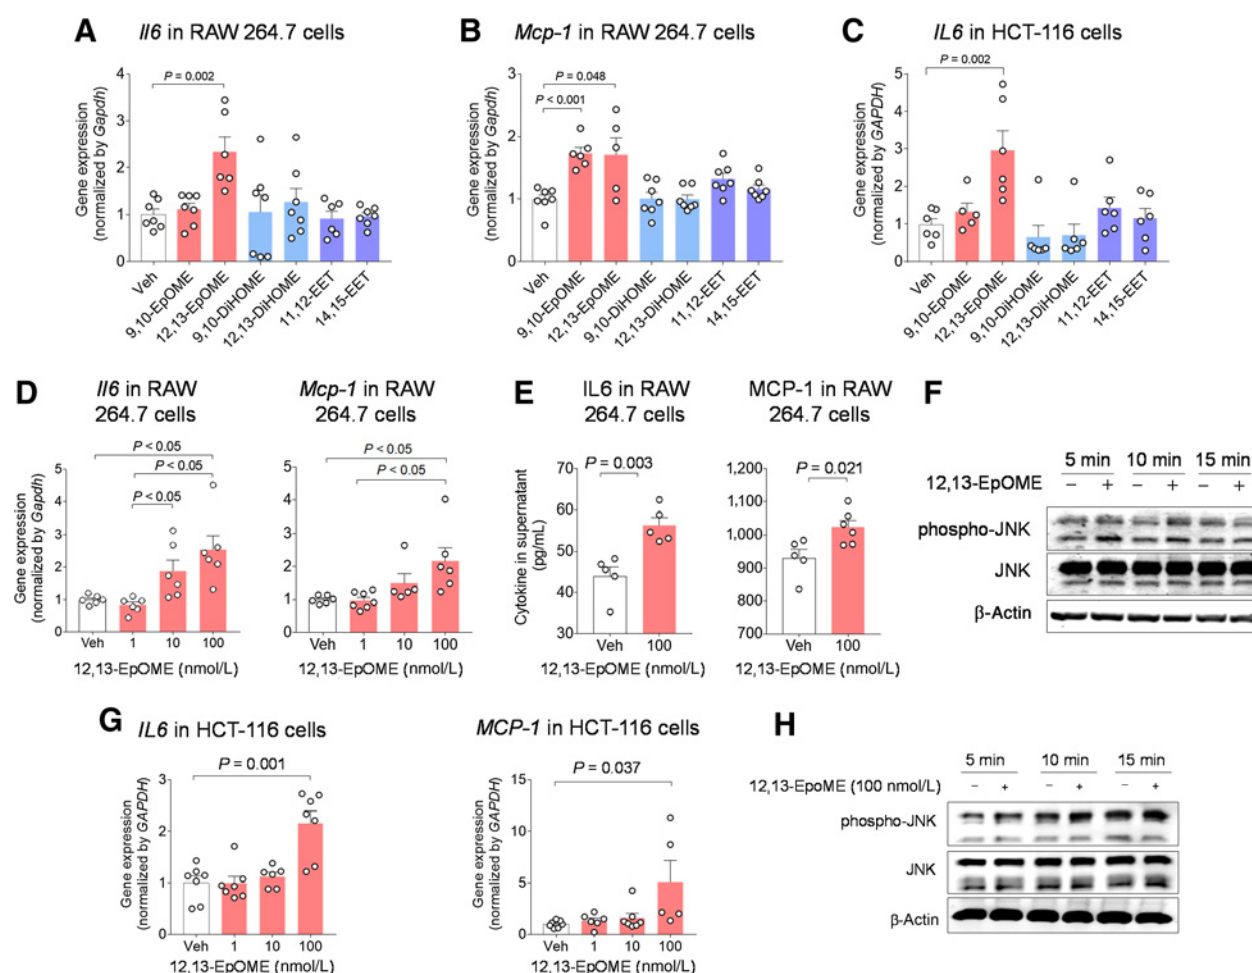 A
Il6 in RAW 264.7 cells
Gene expression
(normalized by Gapdh)
4
3
2
1
0
P = 0.002
Veh
9,10-EpOME
12,13-EpOME
9,10-DiHOME
12,13-DiHOME
11,12-EET
14,15-EET
B
Mcp-1 in RAW 264.7 cells
Gene expression
(normalized by Gapdh)
3
2
1
0
P = 0.048
P < 0.001
Veh
9,10-EpOME
12,13-EpOME
9,10-DiHOME
12,13-DiHOME
11,12-EET
14,15-EET
C
IL6 in HCT-116 cells
Gene expression
(normalized by GAPDH)
5
4
3
2
1
0
P = 0.002
Veh
9,10-EpOME
12,13-EpOME
9,10-DiHOME
12,13-DiHOME
11,12-EET
14,15-EET
D
Il6 in RAW
264.7 cells
Gene expression
(normalized by Gapdh)
5
4
3
2
1
0
P < 0.05
P < 0.05
P < 0.05
Veh 1 10 100
12,13-EpOME (nmol/L)
Mcp-1 in RAW
264.7 cells
5
4
3
2
1
0
P < 0.05
P < 0.05
Veh 1 10 100
12,13-EpOME (nmol/L)
E
IL6 in RAW
264.7 cells
Cytokine in supernatant
(pg/mL)
70
60
50
40
30
P = 0.003
Veh 100
12,13-EpOME (nmol/L)
MCP-1 in RAW
264.7 cells
1,200
1,100
1,000
900
800
700
P = 0.021
Veh 100
12,13-EpOME (nmol/L)
F
5 min 10 min 15 min
12,13-EpOME − + − + − +
phospho-JNK
JNK
β-Actin
G
IL6 in HCT-116 cells
Gene expression
(normalized by GAPDH)
3
2
1
0
P = 0.001
Veh 1 10 100
12,13-EpOME (nmol/L)
MCP-1 in HCT-116 cells
Gene expression
(normalized by GAPDH)
15
10
5
0
P = 0.037
Veh 1 10 100
12,13-EpOME (nmol/L)
H
5 min 10 min 15 min
12,13-EpoME (100 nmol/L) − + − + − +
phospho-JNK
JNK
β-Actin